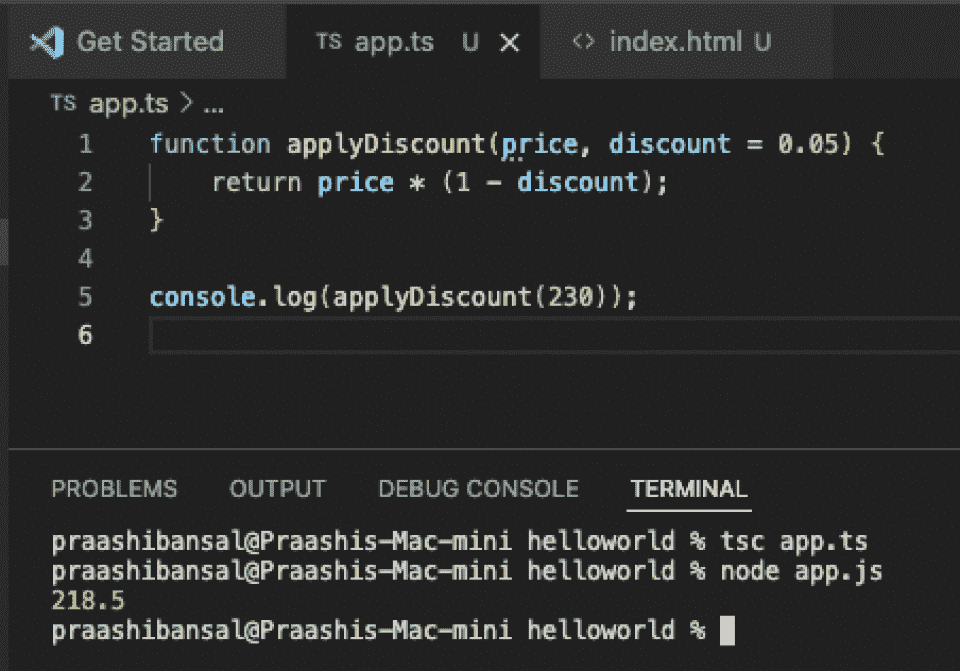 Get Started TS app.ts U × <> index.html U
TS app.ts > ...
1 function applyDiscount(price, discount = 0.05) {
2 return price * (1 - discount);
3 }
4
5 console.log(applyDiscount(230));
6
PROBLEMS OUTPUT DEBUG CONSOLE TERMINAL
praashibansal@Praashis-Mac-mini helloworld % tsc app.ts
praashibansal@Praashis-Mac-mini helloworld % node app.js
218.5
praashibansal@Praashis-Mac-mini helloworld %